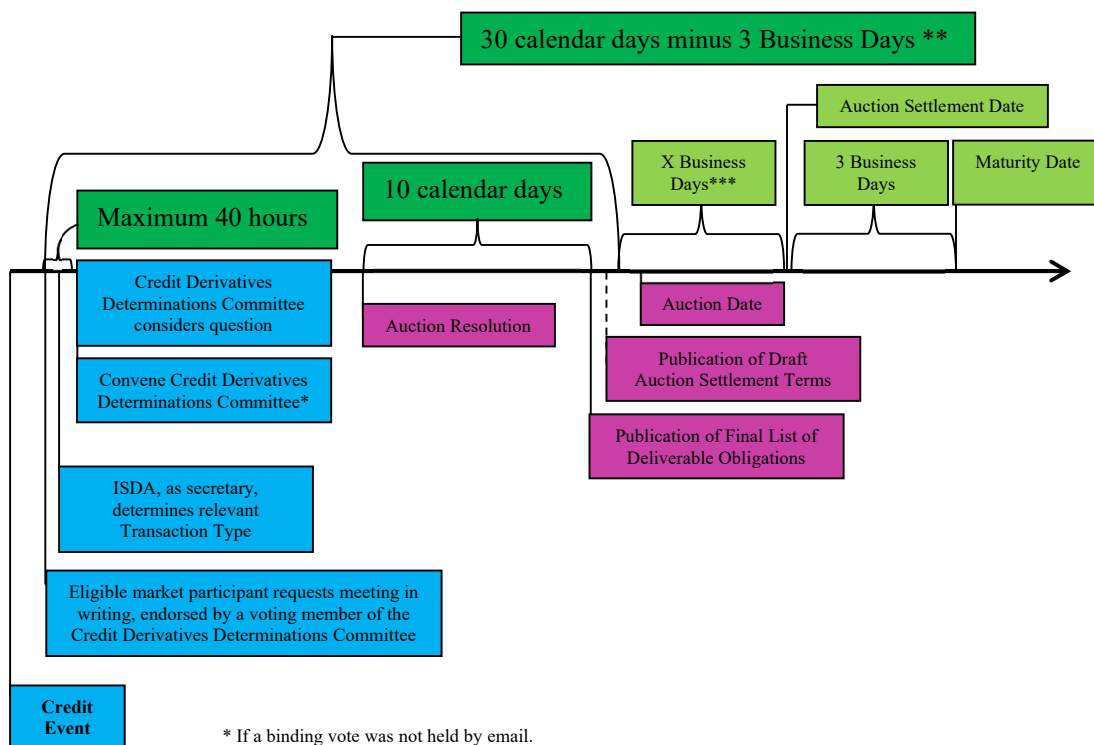 30 calendar days minus 3 Business Days **
Auction Settlement Date
X Business
Days***
3 Business
Days
Maturity Date
10 calendar days
Maximum 40 hours
Credit Derivatives
Determinations Committee
considers question
Auction Resolution
Auction Date
Convene Credit Derivatives
Determinations Committee*
Publication of Draft
Auction Settlement Terms
Publication of Final List of
Deliverable Obligations
ISDA, as secretary,
determines relevant
Transaction Type
Eligible market participant requests meeting in
writing, endorsed by a voting member of the
Credit Derivatives Determinations Committee
Credit
Event
* If a binding vote was not held by email.